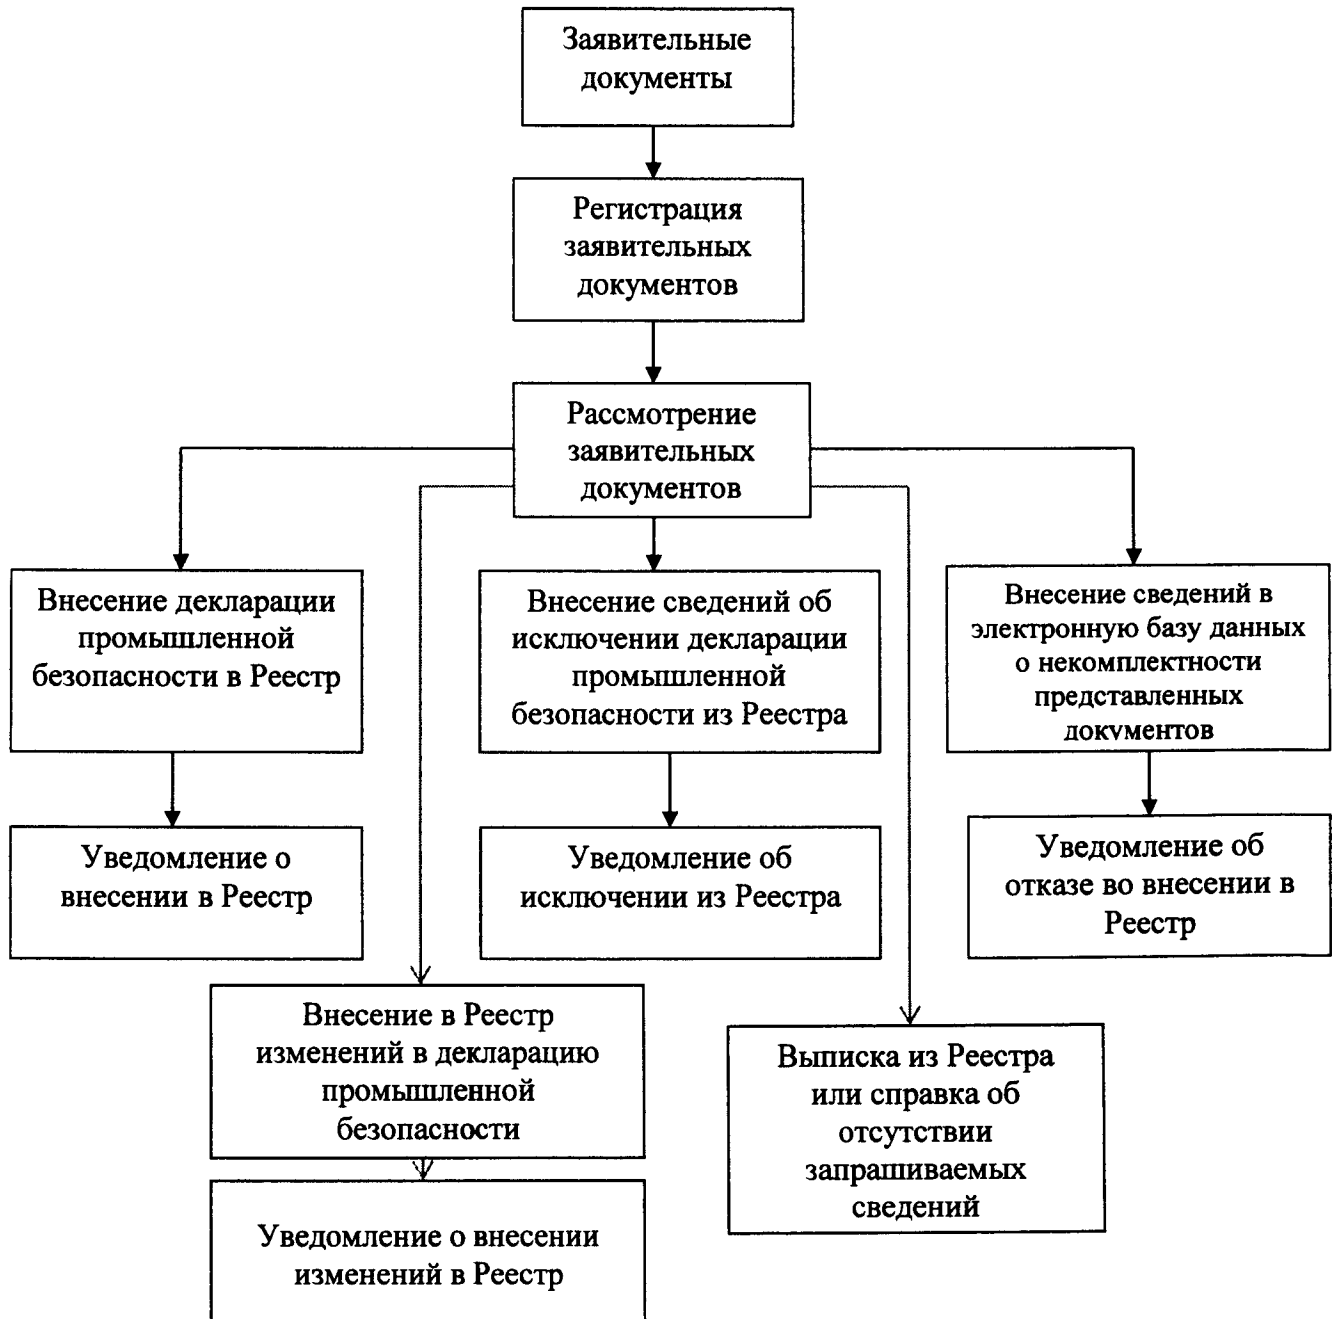 Заявительные
документы
Регистрация
заявительных
документов
Рассмотрение
заявительных
документов
Внесение декларации
промышленной
безопасности в Реестр
Внесение сведений об
исключении декларации
промышленной
безопасности из Реестра
Внесение сведений в
электронную базу данных
о некомплектности
представленных
документов
Уведомление о
внесении в Реестр
Уведомление об
исключении из Реестра
Уведомление об
отказе во внесении в
Реестр
Внесение в Реестр
изменений в декларацию
промышленной
безопасности
Выписка из Реестра
или справка об
отсутствии
запрашиваемых
сведений
Уведомление о внесении
изменений в Реестр